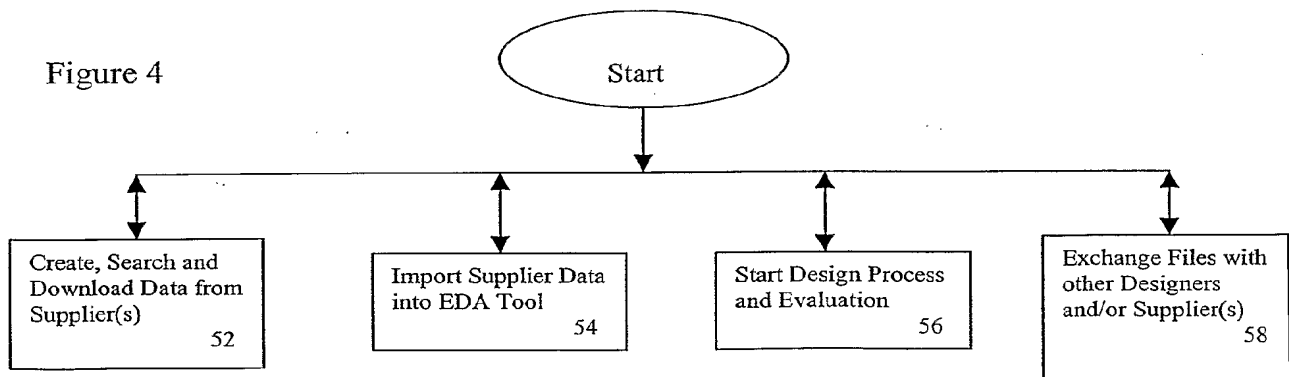 Figure 4
Start
Create, Search and
Download Data from
Supplier(s)
52
Import Supplier Data
into EDA Tool
54
Start Design Process
and Evaluation
56
Exchange Files with
other Designers
and/or Supplier(s)
58